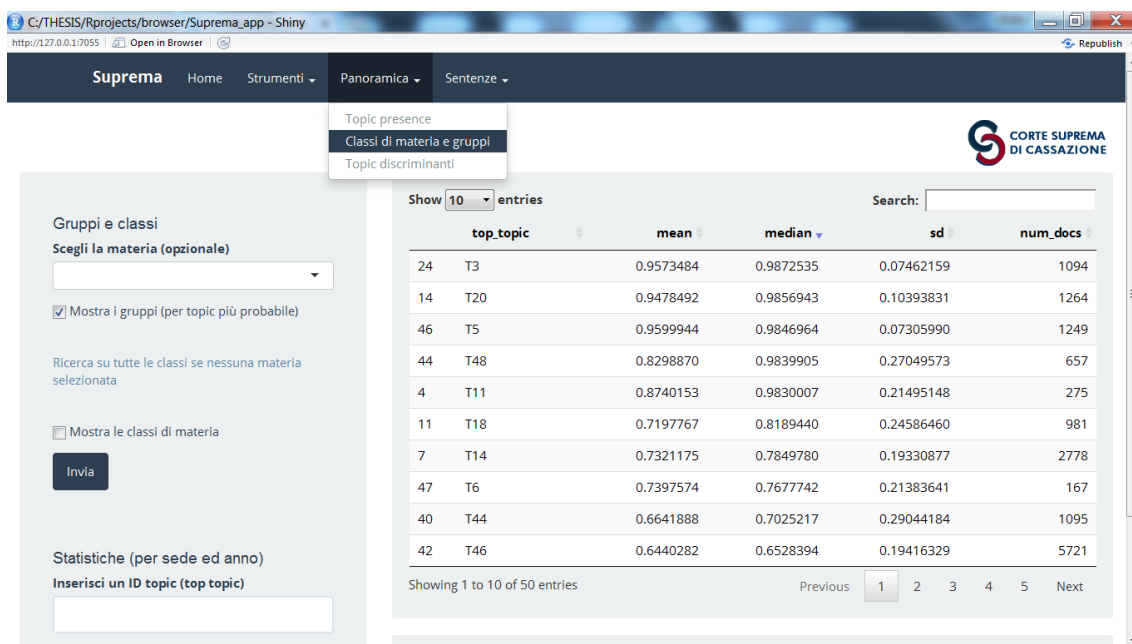 C:/THESIS/Rprojects/browser/Suprema_app - Shiny
http://127.0.0.1:7055 Open in Browser Republish
Suprema Home Strumenti Panoramica Sentenze
Topic presence
Classi di materia e gruppi
Topic discriminanti
CORTE SUPREMA
DI CASSAZIONE
Gruppi e classi
Scegli la materia (opzionale)
Mostra i gruppi (per topic più probabile)
Ricerca su tutte le classi se nessuna materia
selezionata
Mostra le classi di materia
Invia
Statistiche (per sede ed anno)
Inserisci un ID topic (top topic)
Show 10 entries Search:
top_topic mean median sd num_docs
24 T3 0.9573484 0.9872535 0.07462159 1094
14 T20 0.9478492 0.9856943 0.10393831 1264
46 T5 0.9599944 0.9846964 0.07305990 1249
44 T48 0.8298870 0.9839905 0.27049573 657
4 T11 0.8740153 0.9830007 0.21495148 275
11 T18 0.7197767 0.8189440 0.24586460 981
7 T14 0.7321175 0.7849780 0.19330877 2778
47 T6 0.7397574 0.7677742 0.21383641 167
40 T44 0.6641888 0.7025217 0.29044184 1095
42 T46 0.6440282 0.6528394 0.19416329 5721
Showing 1 to 10 of 50 entries Previous 1 2 3 4 5 Next